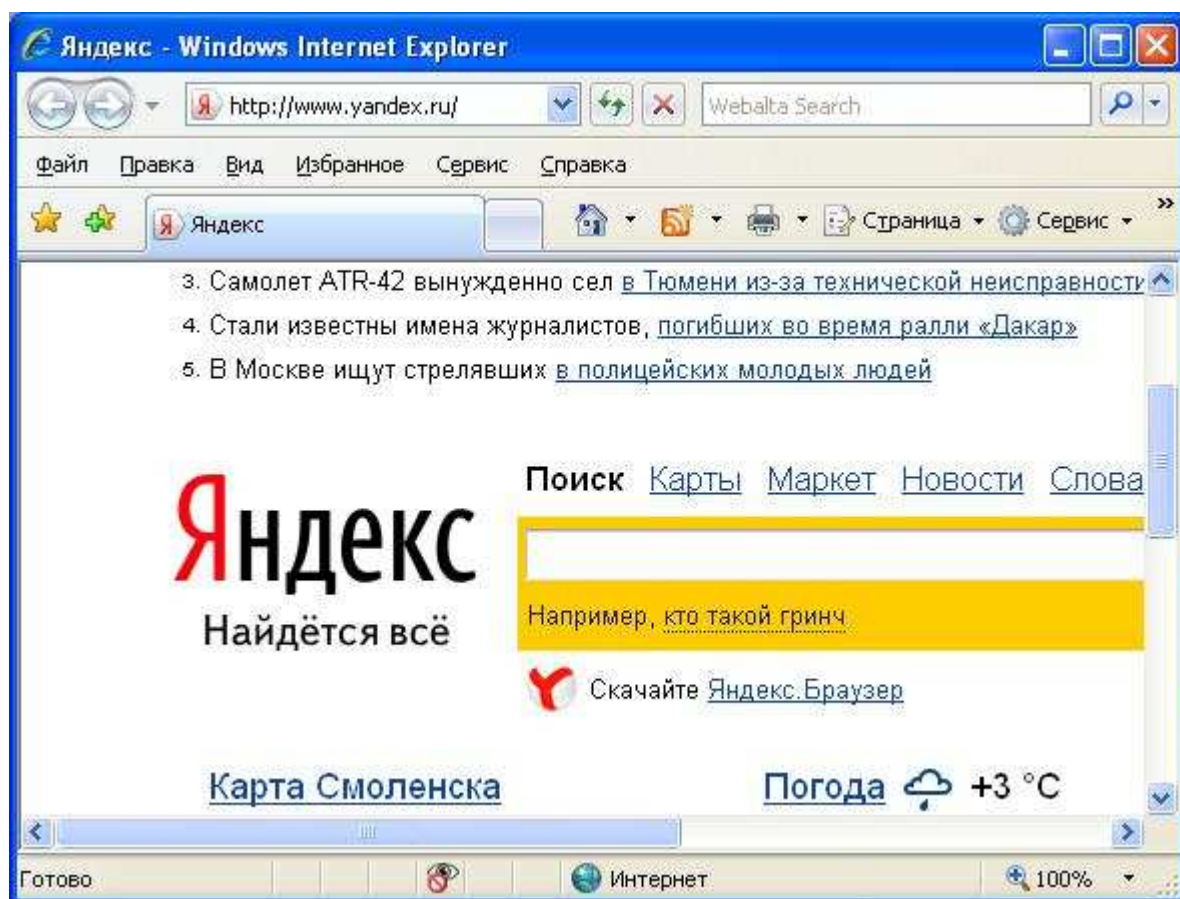 Яндекс - Windows Internet Explorer
http://www.yandex.ru/ Webalta Search
Файл Правка Вид Избранное Сервис Справка
Яндекс Страница Сервис »
3. Самолет ATR-42 вынужденно сел в Тюмени из-за технической неисправности
4. Стали известны имена журналистов, погибших во время ралли «Дакар»
5. В Москве ищут стрелявших в полицейских молодых людей
Поиск Карты Маркет Новости Слова
Яндекс
Найдётся всё
Например, кто такой гринч
Скачайте Яндекс.Браузер
Карта Смоленска Погода +3 °C
Готово Интернет 100%